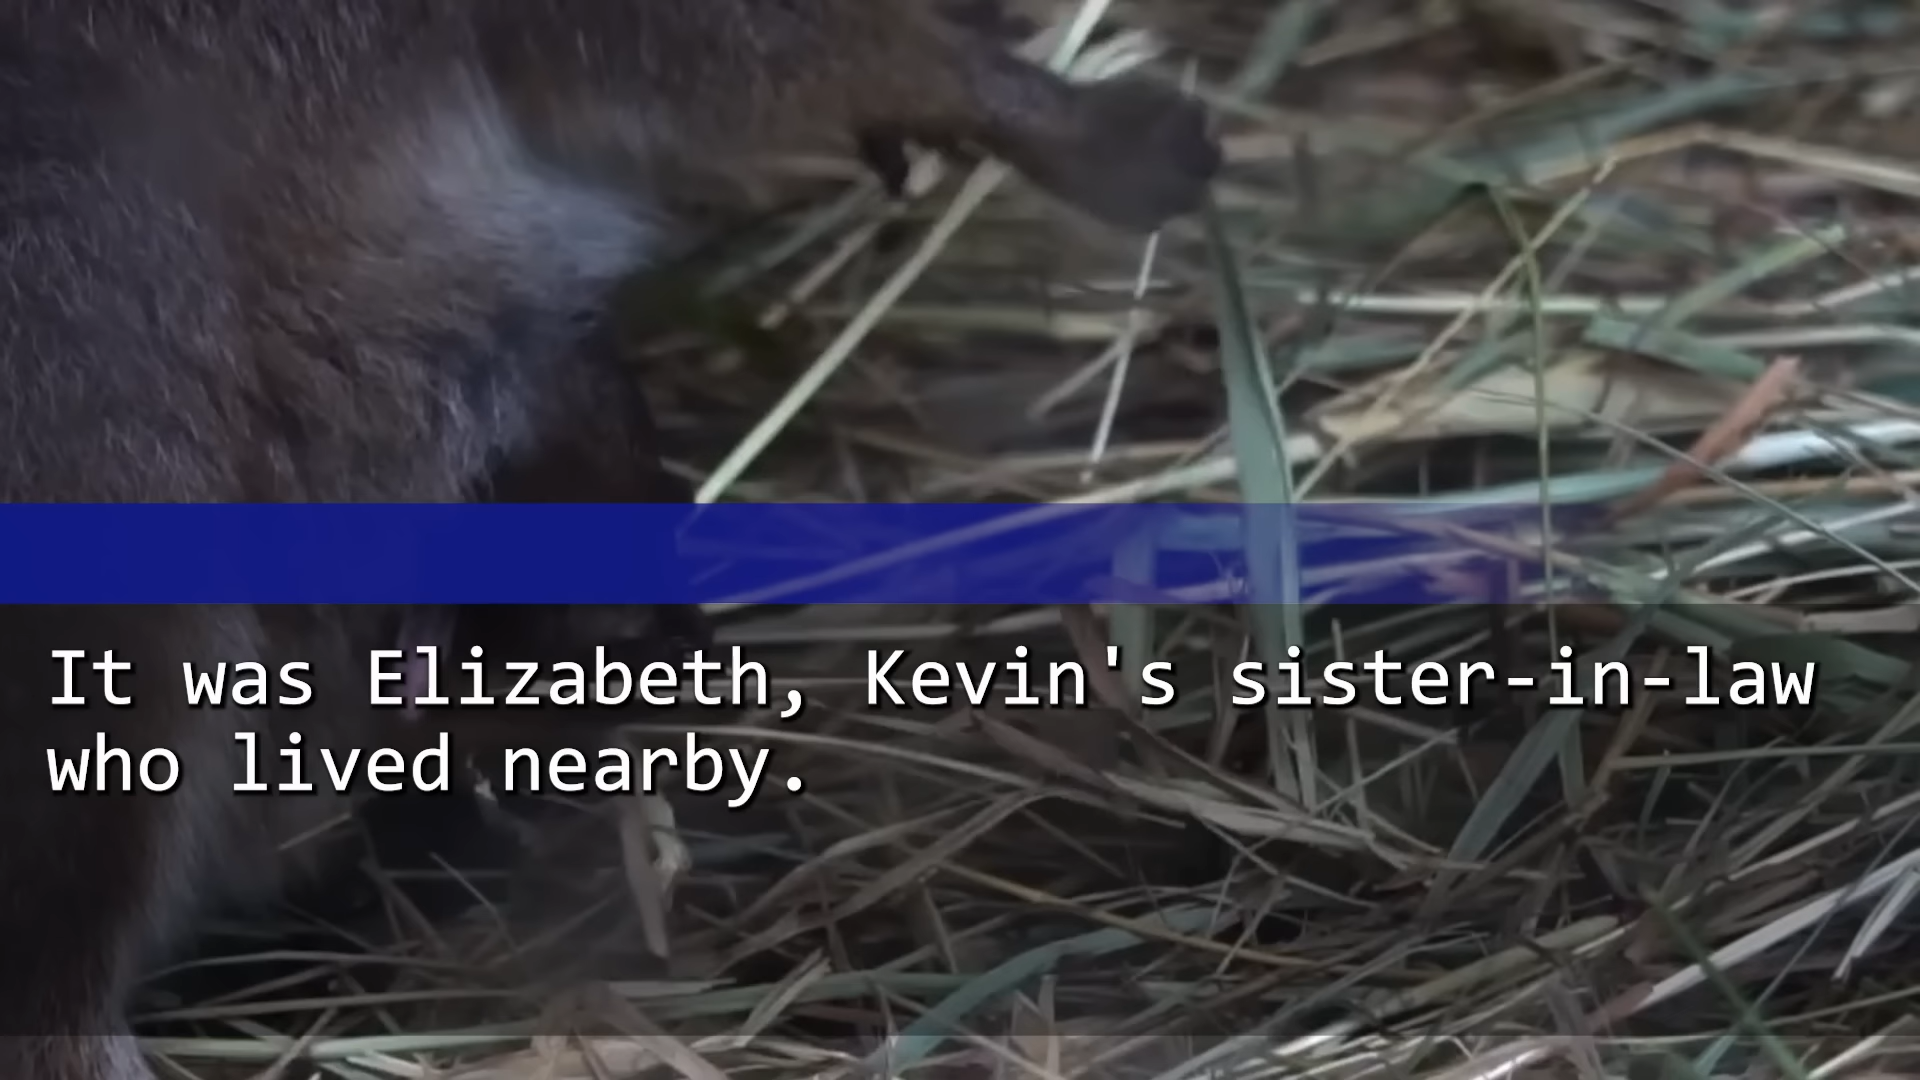 It was Elizabeth, Kevin's sister-in-law
who lived nearby.